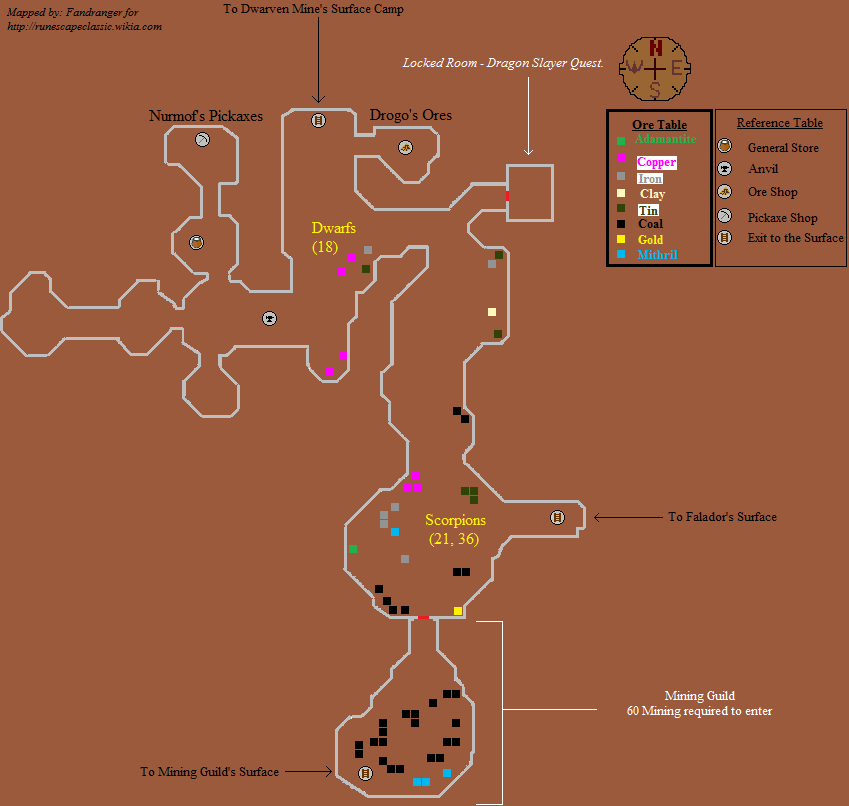 Mapped by: Fandranger for
http://runescapeclassic.wikia.com
To Dwarven Mine's Surface Camp
Locked Room - Dragon Slayer Quest.
N
W E
S
Nurmof's Pickaxes
Drogo's Ores
Ore Table
Adamantite
Copper
Iron
Clay
Tin
Coal
Gold
Mithril
Reference Table
General Store
Anvil
Ore Shop
Pickaxe Shop
Exit to the Surface
Dwarfs
(18)
Scorpions
(21, 36)
To Falador's Surface
Mining Guild
60 Mining required to enter
To Mining Guild's Surface